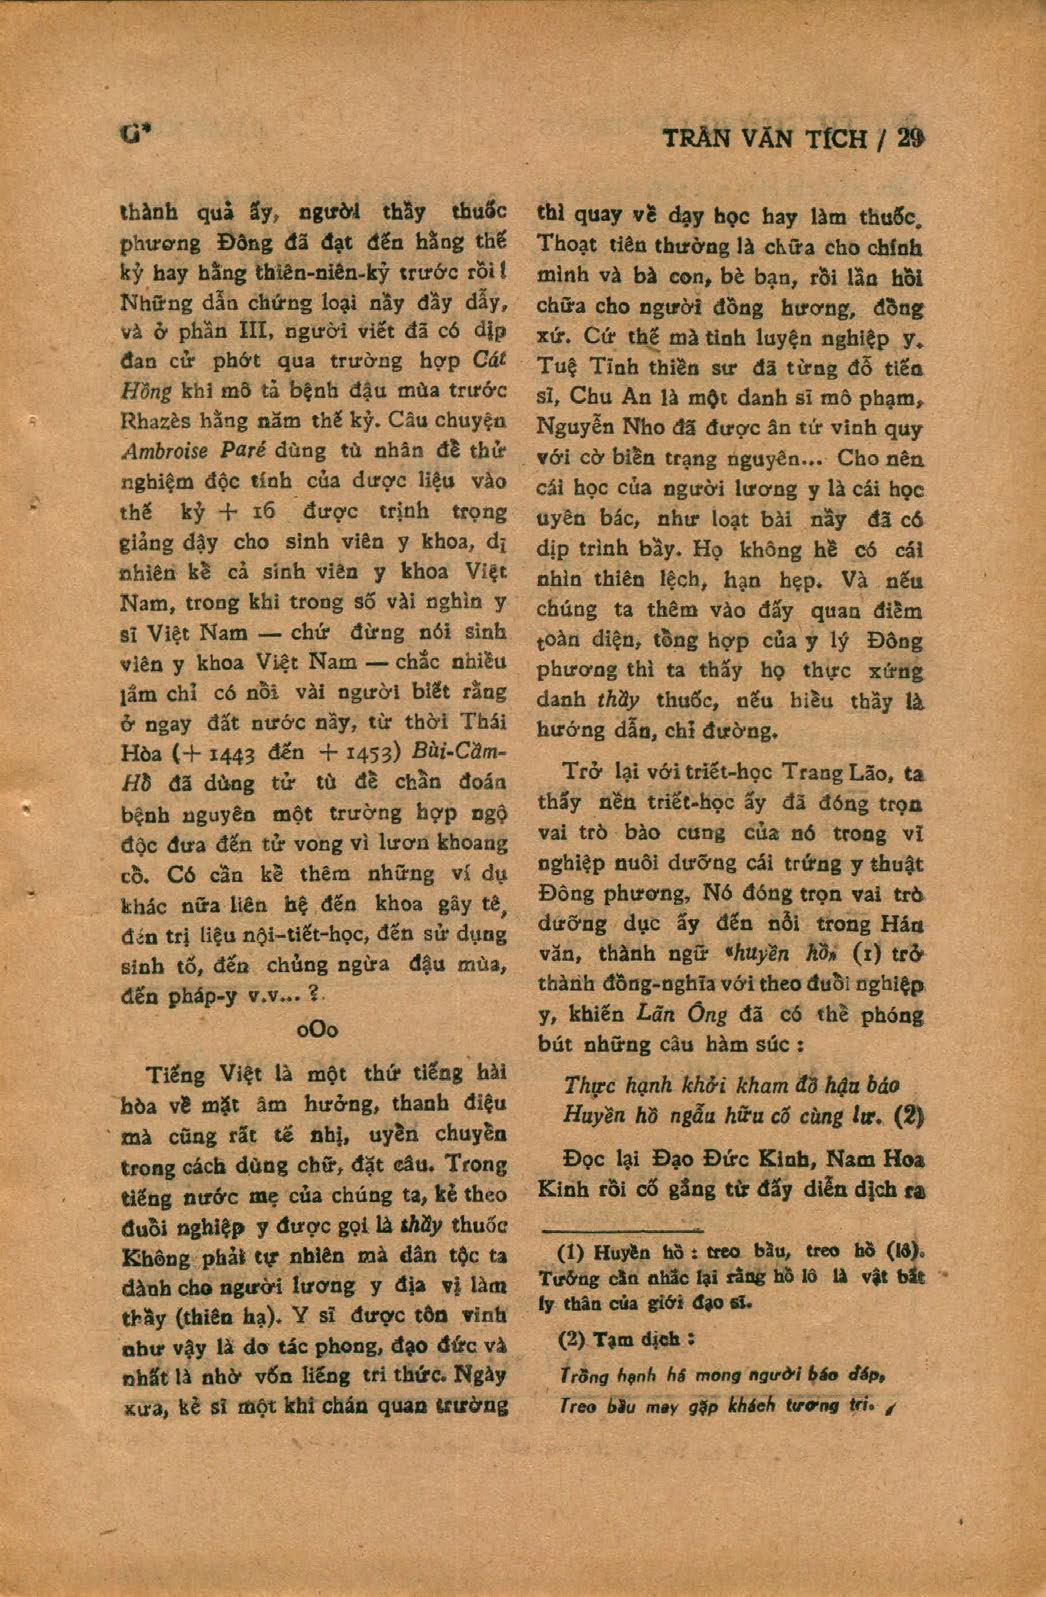 G*
TRẦN VĂN TÍCH / 29
thành quả ấy, người thầy thuốc
phương Đông đã đạt đến hằng thế
kỷ hay hằng thiên-niên-kỷ trước rồi!
Những dẫn chứng loại nầy đầy dẫy,
và ở phần III, người viết đã có dịp
đan cử phớt qua trường hợp Cát
Hồng khi mô tả bệnh đậu mùa trước
Rhazès hằng năm thế kỷ. Câu chuyện
Ambroise Paré dùng tù nhân để thử
nghiệm độc tính của dược liệu vào
thế kỷ + 16 được trịnh trọng
giảng dậy cho sinh viên y khoa, dị
nhiên kể cả sinh viên y khoa Việt
Nam, trong khi trong số vài nghìn y
sĩ Việt Nam — chứ đừng nói sinh
viên y khoa Việt Nam — chắc nhiều
lắm chỉ có nổi vài người biết rằng
ở ngay đất nước nầy, từ thời Thái
Hòa (+ 1443 đến + 1453) Bùi-Cầm-
Hồ đã dùng tử tù để chẩn đoán
bệnh nguyên một trường hợp ngộ
độc đưa đến tử vong vì lươn khoang
cổ. Có cần kể thêm những ví dụ
khác nữa liên hệ đến khoa gây tê,
đến trị liệu nội-tiết-học, đến sử dụng
sinh tố, đến chủng ngừa đậu mùa,
đến pháp-y v.v... ?
oOo
Tiếng Việt là một thứ tiếng hài
hòa về mặt âm hưởng, thanh điệu
mà cũng rất tế nhị, uyển chuyển
trong cách dùng chữ, đặt câu. Trong
tiếng nước mẹ của chúng ta, kẻ theo
đuổi nghiệp y được gọi là thầy thuốc
Không phải tự nhiên mà dân tộc ta
dành cho người lương y địa vị làm
thầy (thiên hạ). Y sĩ được tôn vinh
như vậy là do tác phong, đạo đức và
nhất là nhờ vốn liếng tri thức. Ngày
xưa, kẻ sĩ một khi chán quan trường
thì quay về dạy học hay làm thuốc.
Thoạt tiên thường là chữa cho chính
mình và bà con, bè bạn, rồi lần hồi
chữa cho người đồng hương, đồng
xứ. Cứ thế mà tinh luyện nghiệp y.
Tuệ Tĩnh thiền sư đã từng đỗ tiến
sĩ, Chu An là một danh sĩ mô phạm,
Nguyễn Nho đã được ân tứ vinh quy
với cờ biển trạng nguyên... Cho nên
cái học của người lương y là cái học
uyên bác, như loạt bài nầy đã có
dịp trình bầy. Họ không hề có cái
nhìn thiên lệch, hạn hẹp. Và nếu
chúng ta thêm vào đấy quan điểm
toàn diện, tổng hợp của y lý Đông
phương thì ta thấy họ thực xứng
danh thầy thuốc, nếu hiểu thầy là
hướng dẫn, chỉ đường.
Trở lại với triết-học Trang Lão, ta
thấy nền triết-học ấy đã đóng trọn
vai trò bào cung của nó trong vĩ
nghiệp nuôi dưỡng cái trứng y thuật
Đông phương, Nó đóng trọn vai trò
dưỡng dục ấy đến nỗi trong Hán
văn, thành ngữ «huyền hồ» (1) trở
thành đồng-nghĩa với theo đuổi nghiệp
y, khiến Lãn Ông đã có thể phóng
bút những câu hàm súc :
Thực hạnh khởi kham đồ hậu báo
Huyền hồ ngẫu hữu cố cùng lư. (2)
Đọc lại Đạo Đức Kinh, Nam Hoa
Kinh rồi cố gắng từ đấy diễn dịch ra
(1) Huyền hồ : treo bầu, treo hồ (lô).
Tưởng cần nhắc lại rằng hồ lô là vật bất
ly thân của giới đạo sĩ.
(2) Tạm dịch :
Trồng hạnh há mong người báo đáp,
Treo bầu may gặp khách tương tri.